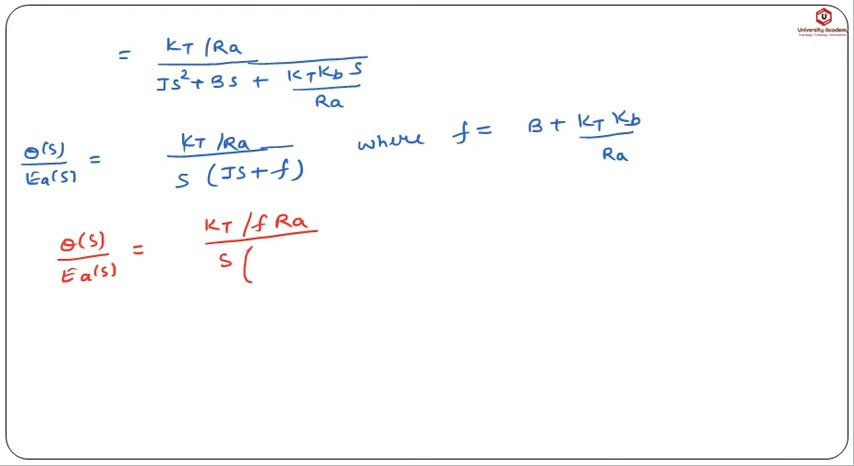 University Academy
= KT/Ra / JS²+BS + KTKb S/Ra
θ(S)/Ea(S) = KT/Ra / S (JS+f) where f = B + KT Kb/Ra
θ(S)/Ea(S) = KT/f Ra / S (